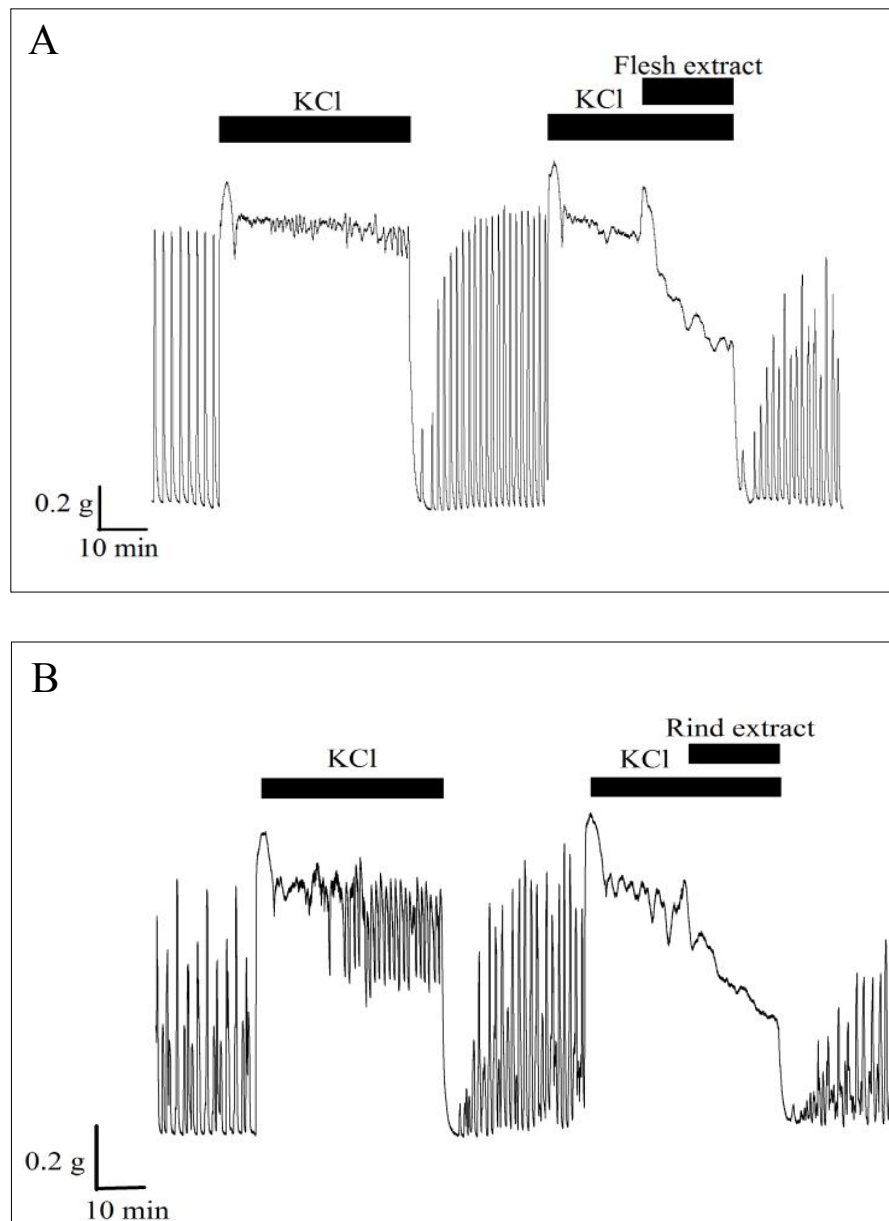 A
Flesh extract
KCl
KCl
0.2 g
10 min
B
Rind extract
KCl
KCl
0.2 g
10 min